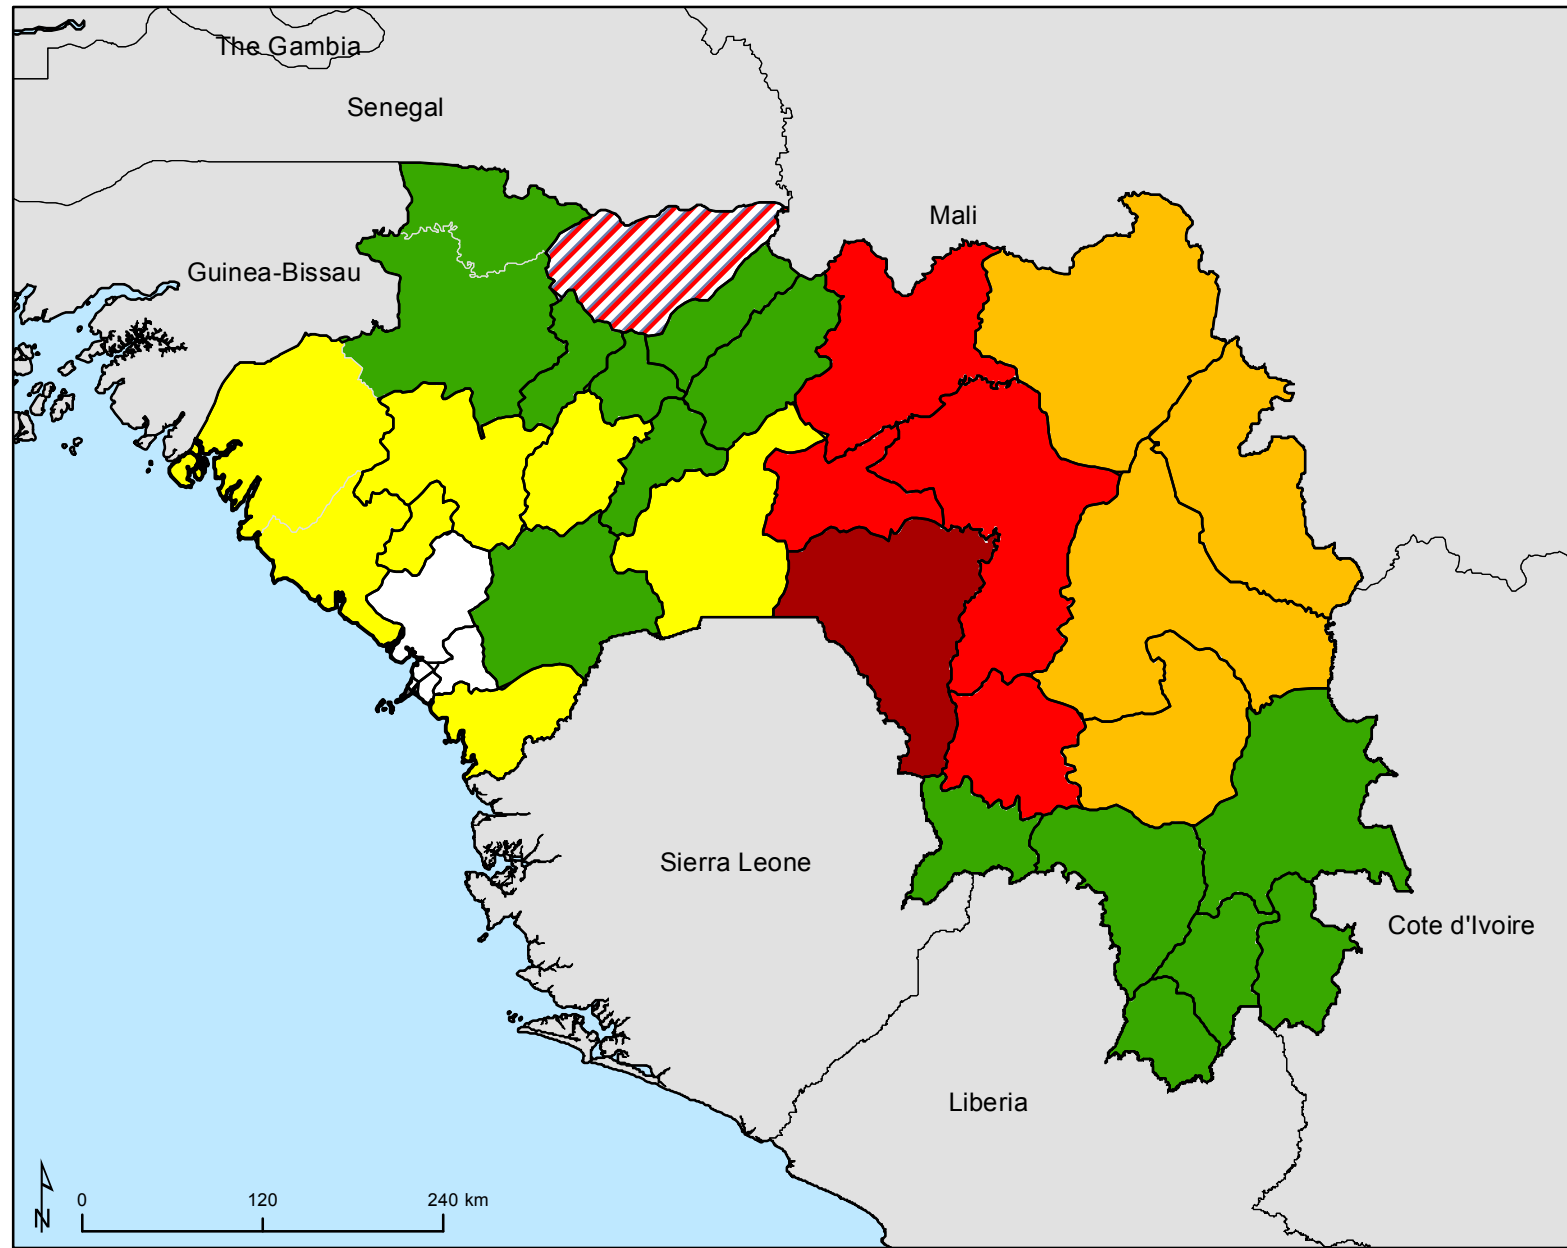 The Gambia
Senegal
Mali
Guinea-Bissau
Sierra Leone
Cote d'Ivoire
Liberia
N
0 120 240 km